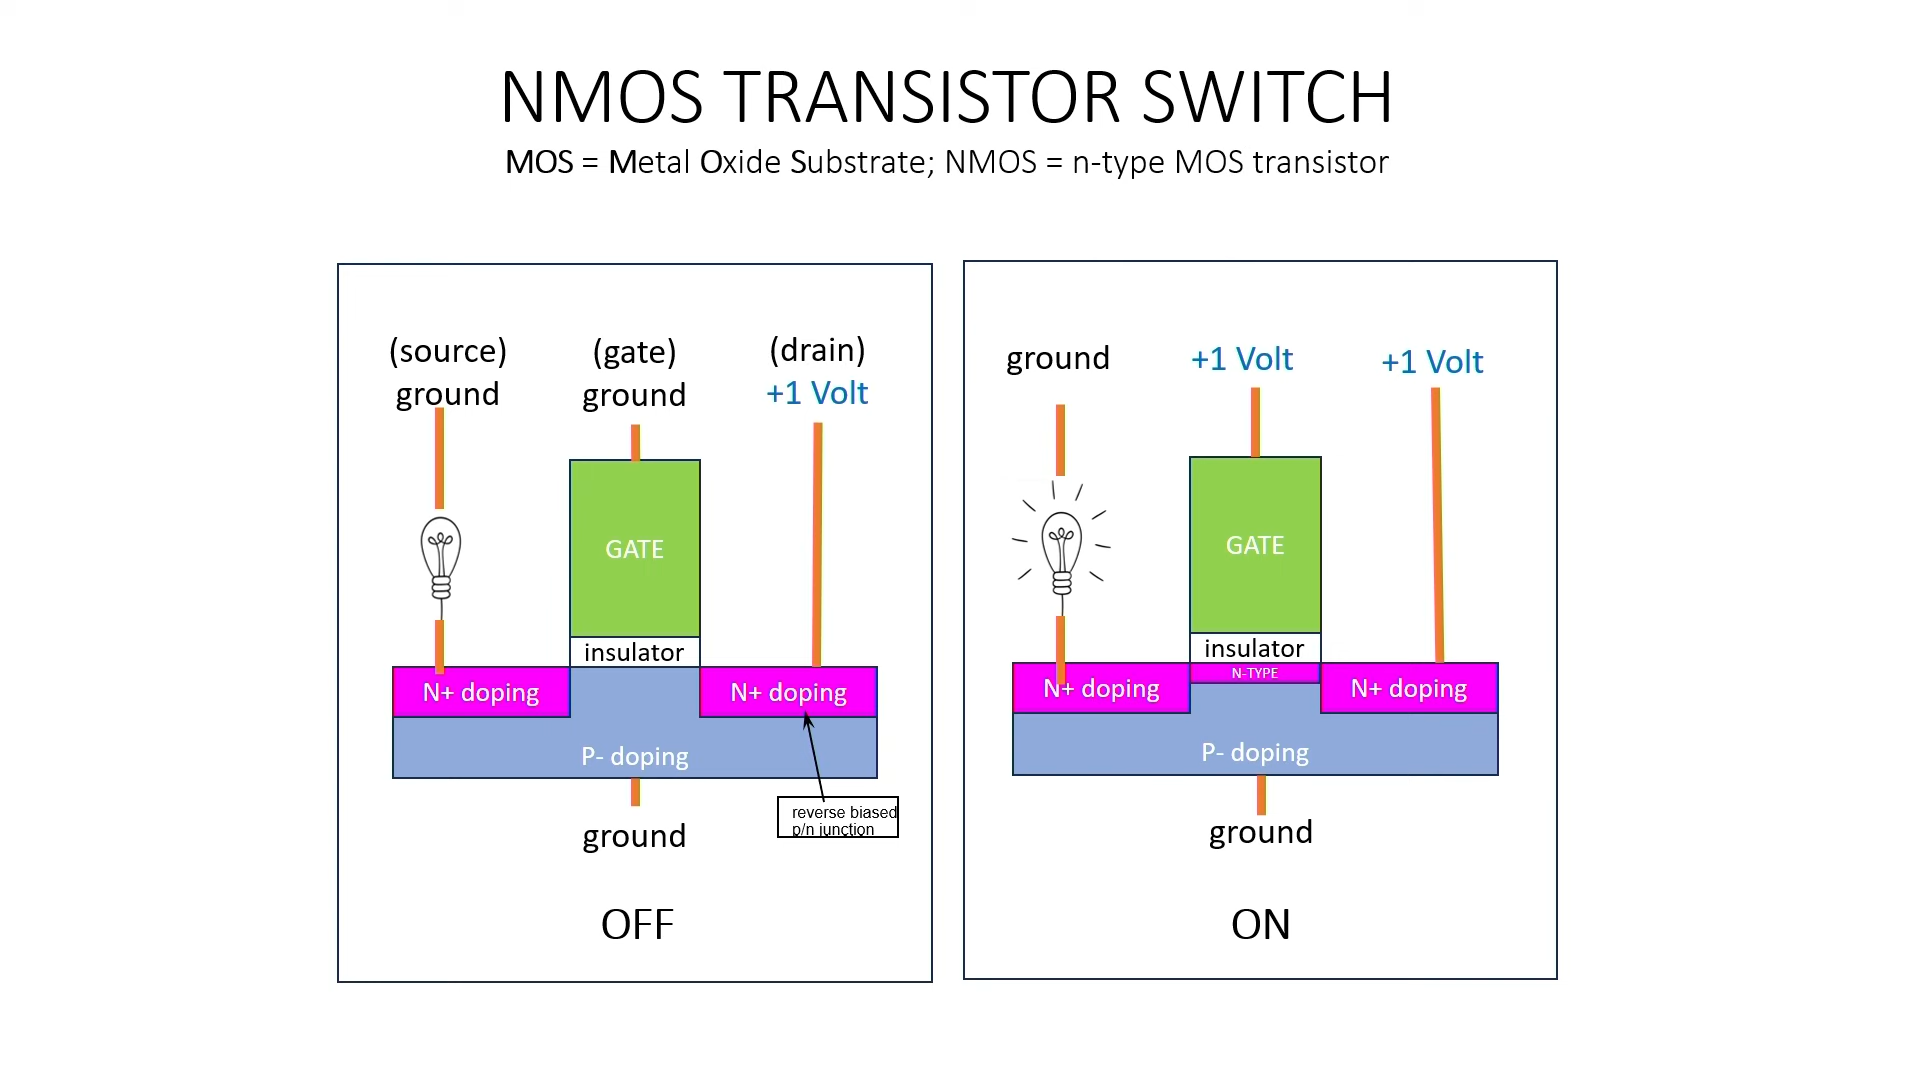 NMOS TRANSISTOR SWITCH
MOS = Metal Oxide Substrate; NMOS = n-type MOS transistor
(source)
ground
(gate)
ground
(drain)
+1 Volt
GATE
insulator
N+ doping
N+ doping
P- doping
reverse biased
p/n junction
ground
OFF
ground
+1 Volt
+1 Volt
GATE
insulator
N-TYPE
N+ doping
N+ doping
P- doping
ground
ON